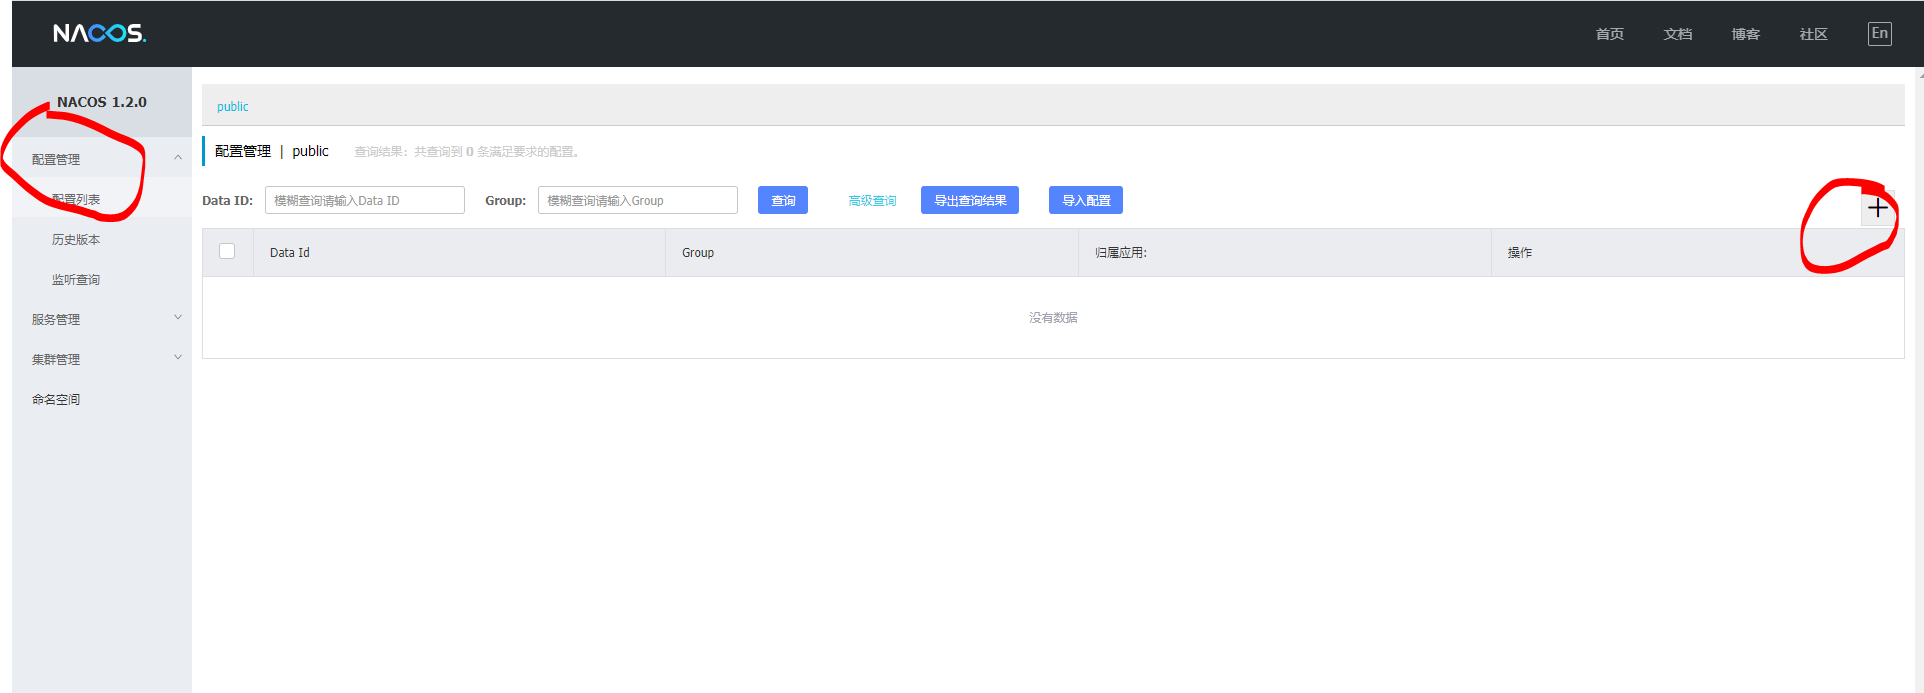 NACOS.
首页 文档 博客 社区 En
NACOS 1.2.0
public
配置管理
配置列表
历史版本
监听查询
服务管理
集群管理
命名空间
配置管理 | public 查询结果：共查询到 0 条满足要求的配置。
Data ID: 模糊查询请输入Data ID Group: 模糊查询请输入Group 查询 高级查询 导出查询结果 导入配置 +
Data Id Group 归属应用: 操作
没有数据